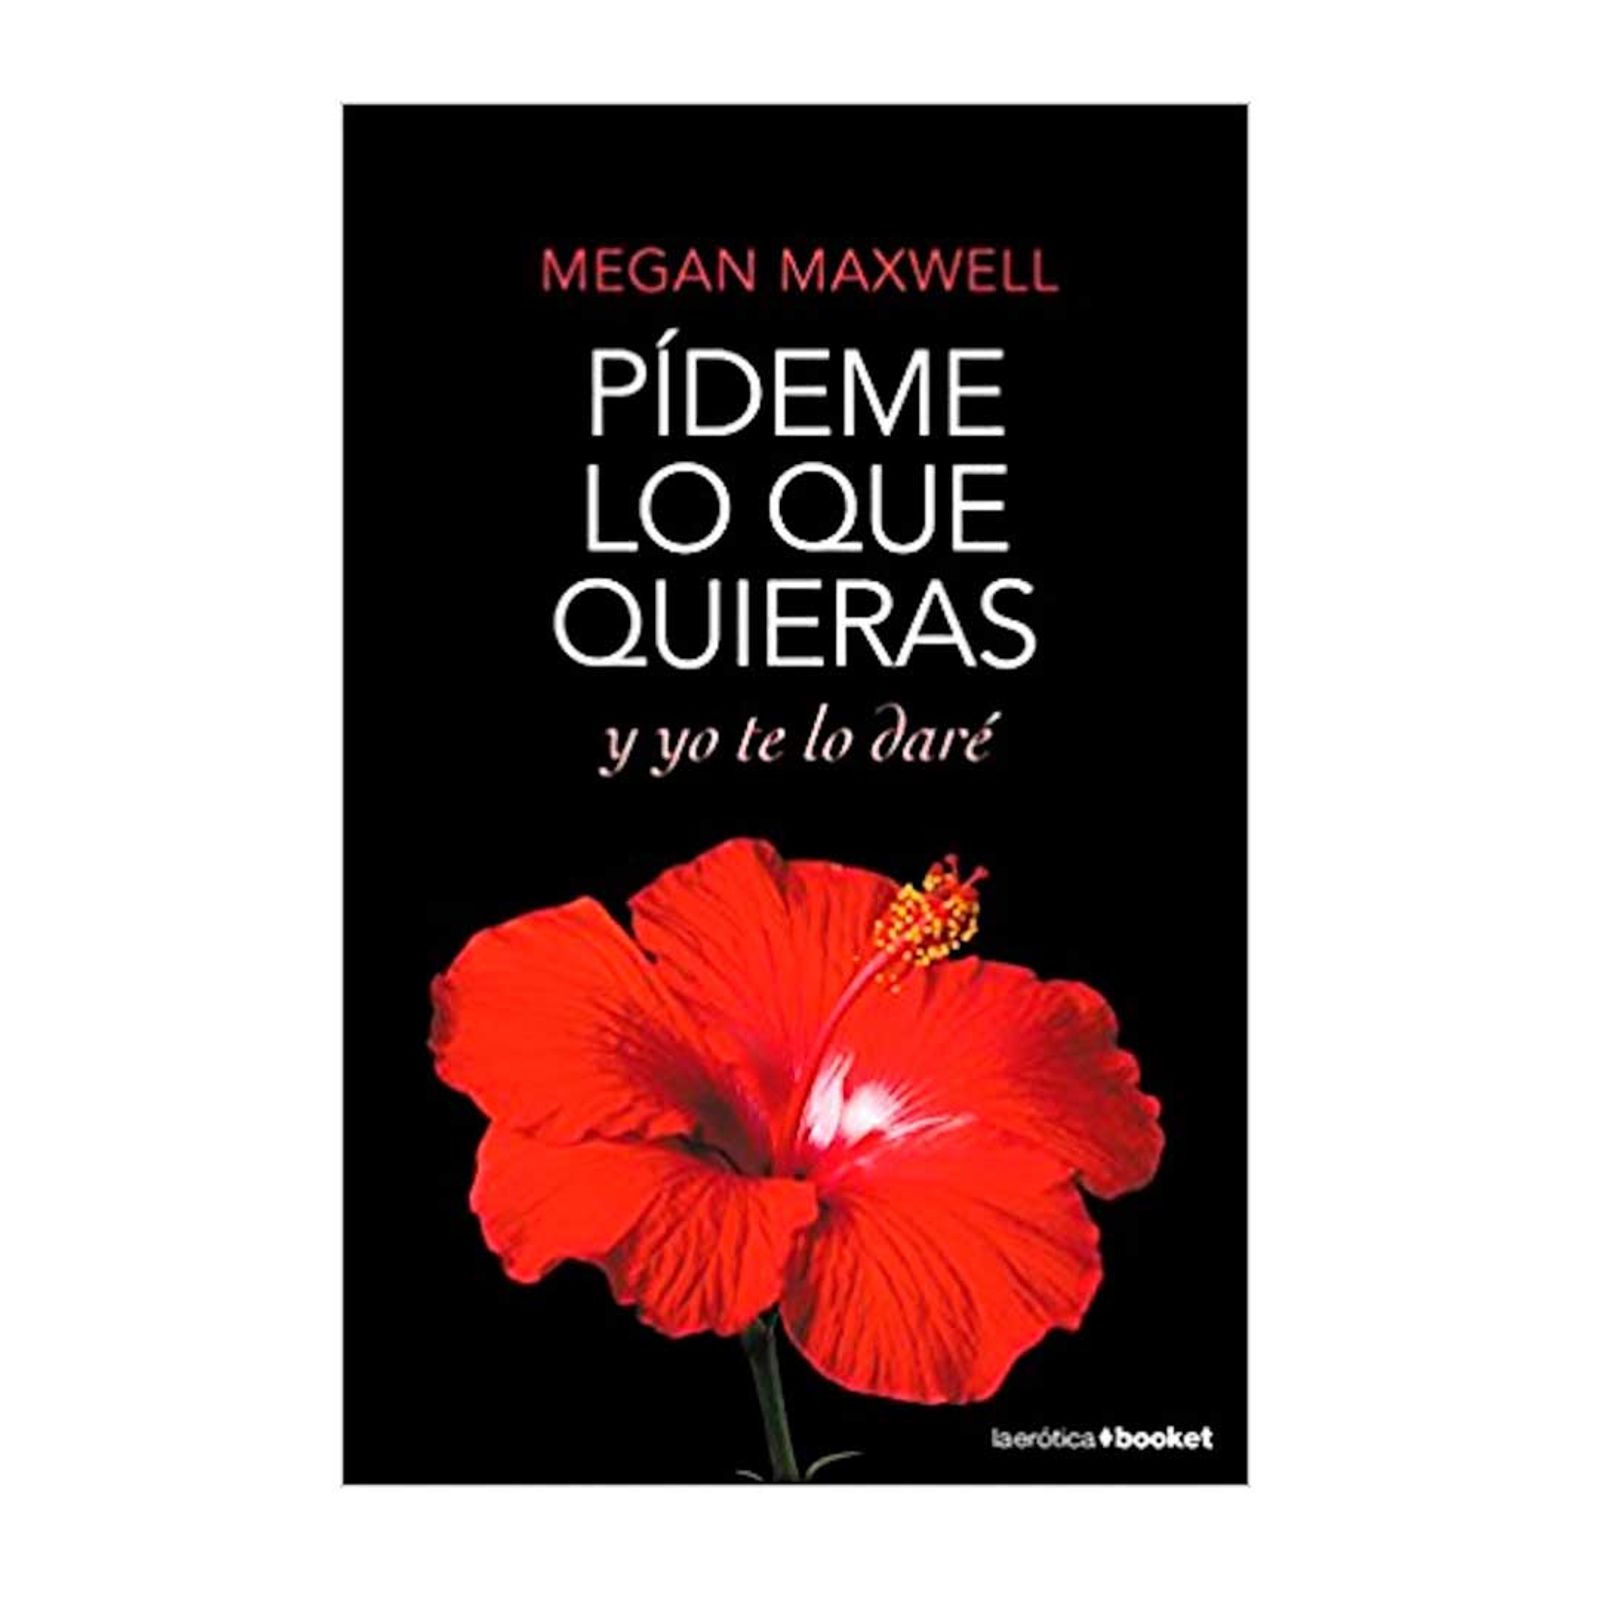 MEGAN MAXWELL
PÍDEME
LO QUE
QUIERAS
y yo te lo daré
laerótica♦booket